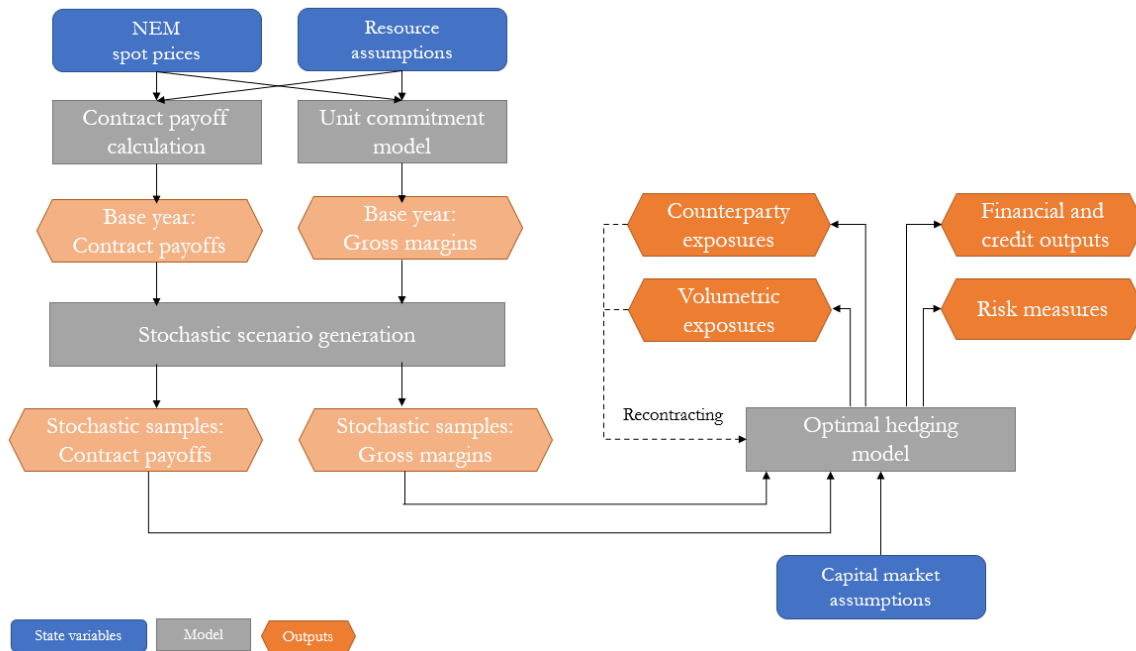 NEM
spot prices
Resource
assumptions
Contract payoff
calculation
Unit commitment
model
Base year:
Contract payoffs
Base year:
Gross margins
Stochastic scenario generation
Stochastic samples:
Contract payoffs
Stochastic samples:
Gross margins
Counterparty
exposures
Financial and
credit outputs
Volumetric
exposures
Risk measures
Recontracting
Optimal hedging
model
Capital market
assumptions
State variables
Model
Outputs